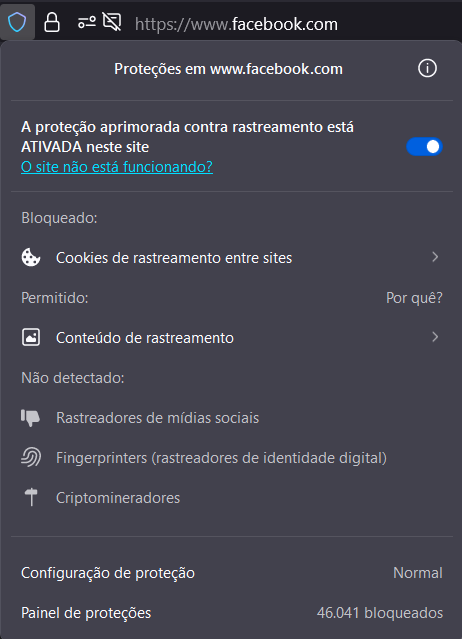 https://www.facebook.com
Proteções em www.facebook.com
A proteção aprimorada contra rastreamento está
ATIVADA neste site
O site não está funcionando?
Bloqueado:
Cookies de rastreamento entre sites
Permitido: Por quê?
Conteúdo de rastreamento
Não detectado:
Rastreadores de mídias sociais
Fingerprinters (rastreadores de identidade digital)
Criptomineradores
Configuração de proteção Normal
Painel de proteções 46.041 bloqueados